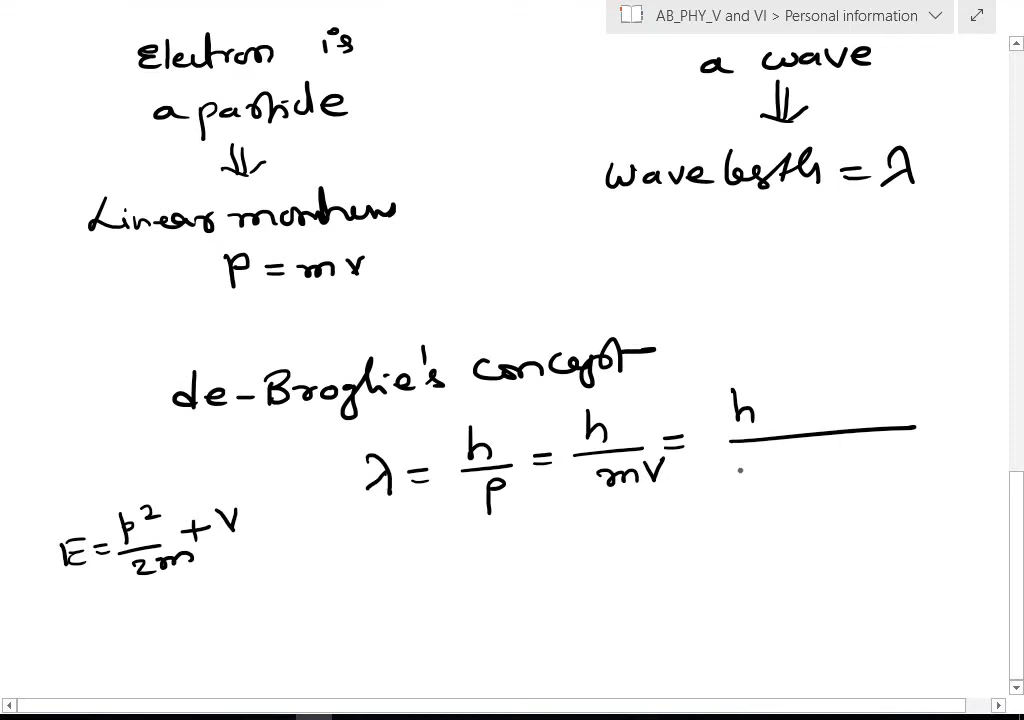 AB_PHY_V and VI > Personal information
Electron is
a particle
⇓
Linear momentum
P = mv
a wave
⇓
wavelength = λ
de-Broglie's concept
λ = h/p = h/mv = h/
E = p²/2m + V